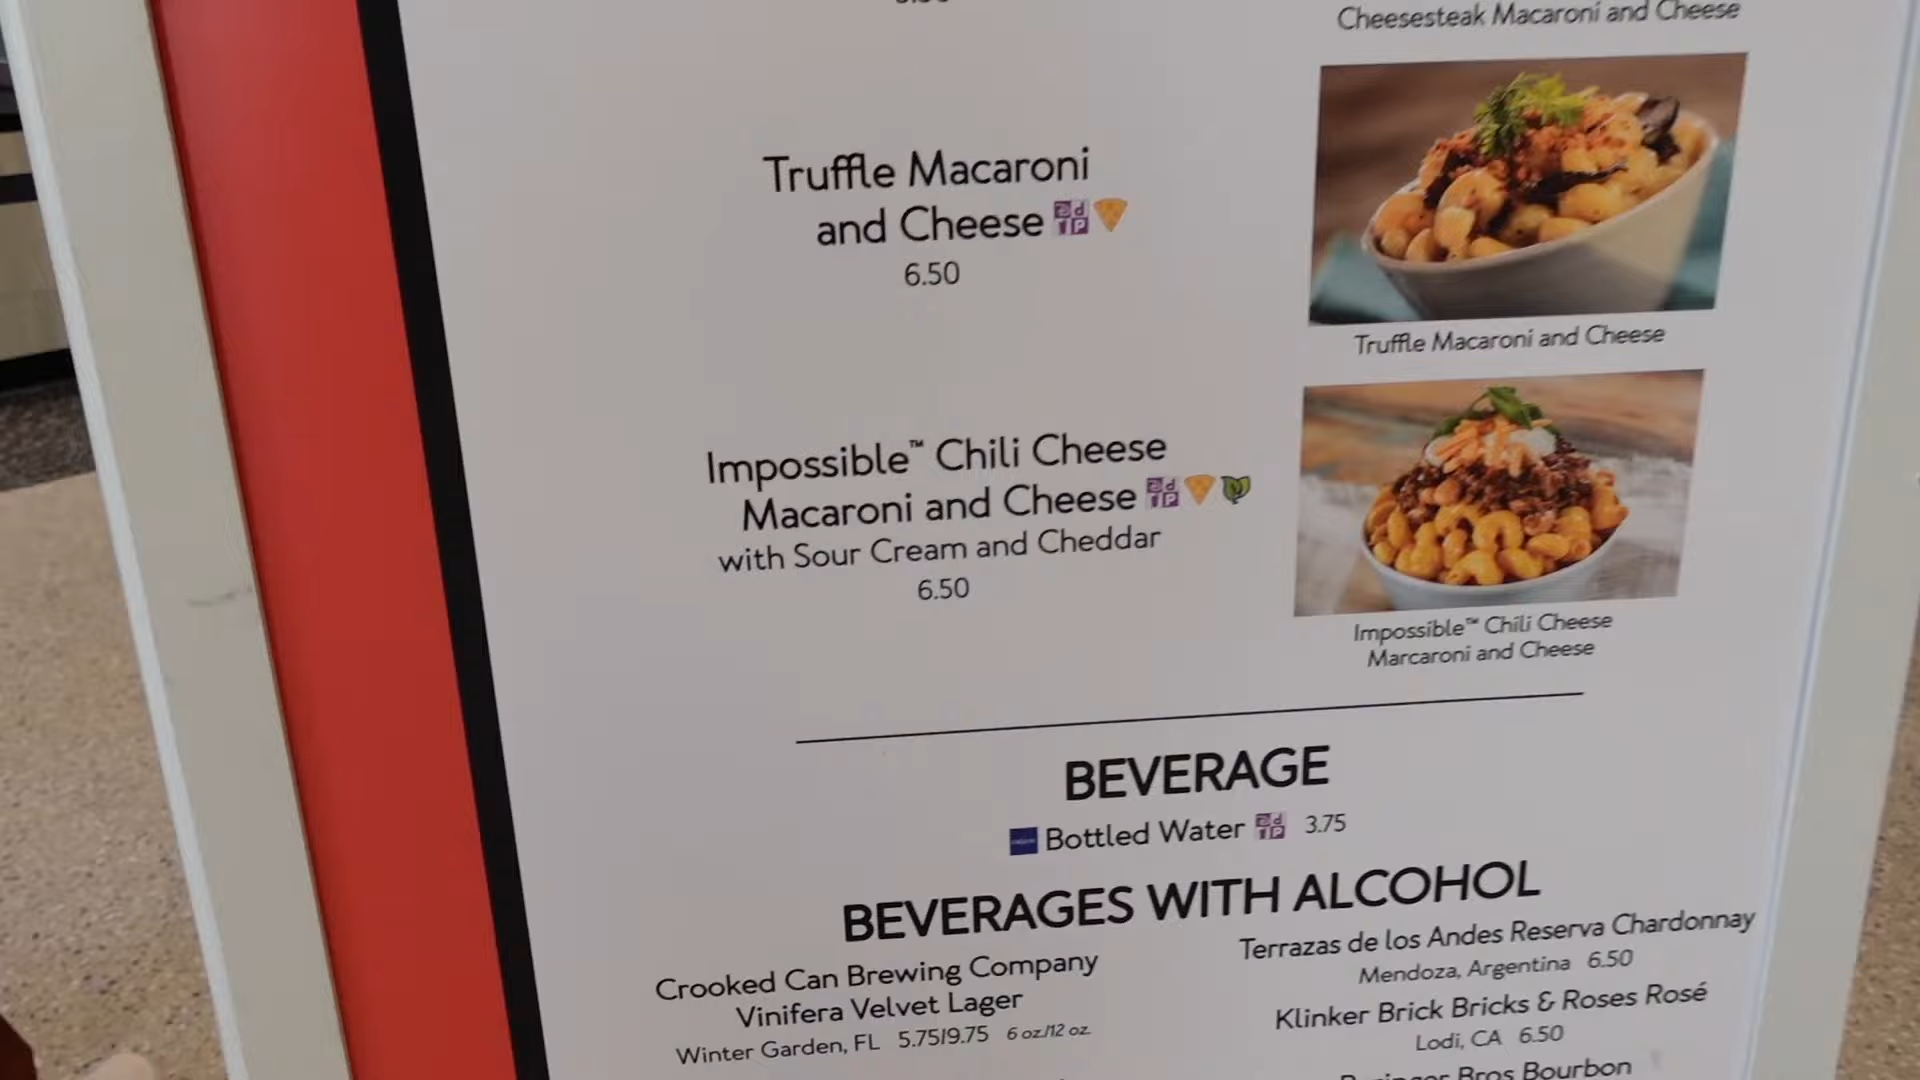 Cheesesteak Macaroni and Cheese
Truffle Macaroni
and Cheese
6.50
Truffle Macaroni and Cheese
Impossible™ Chili Cheese
Macaroni and Cheese
with Sour Cream and Cheddar
6.50
Impossible™ Chili Cheese
Marcaroni and Cheese
BEVERAGE
Bottled Water 3.75
BEVERAGES WITH ALCOHOL
Crooked Can Brewing Company
Vinifera Velvet Lager
Winter Garden, FL 5.75/9.75 6 oz./12 oz.
Terrazas de los Andes Reserva Chardonnay
Mendoza, Argentina 6.50
Klinker Brick Bricks & Roses Rosé
Lodi, CA 6.50
Bros Bourbon